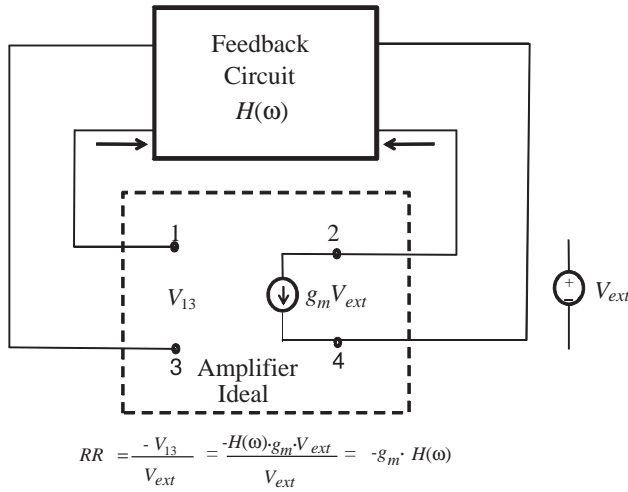 Feedback
Circuit
H(ω)
1
2
V13
gmVext
+
−
Vext
3
4
Amplifier
Ideal
RR = - V13 / Vext = -H(ω)·gm·Vext / Vext = -gm· H(ω)